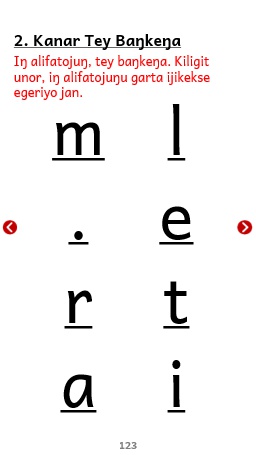 2. Kanar Tey Baŋkeŋa
Iŋ alifatojuŋ, tey baŋkeŋa. Kiligit
unor, iŋ alifatojuŋu garta ijikekse
egeriyo jan.
m l
. e
r t
a i
123